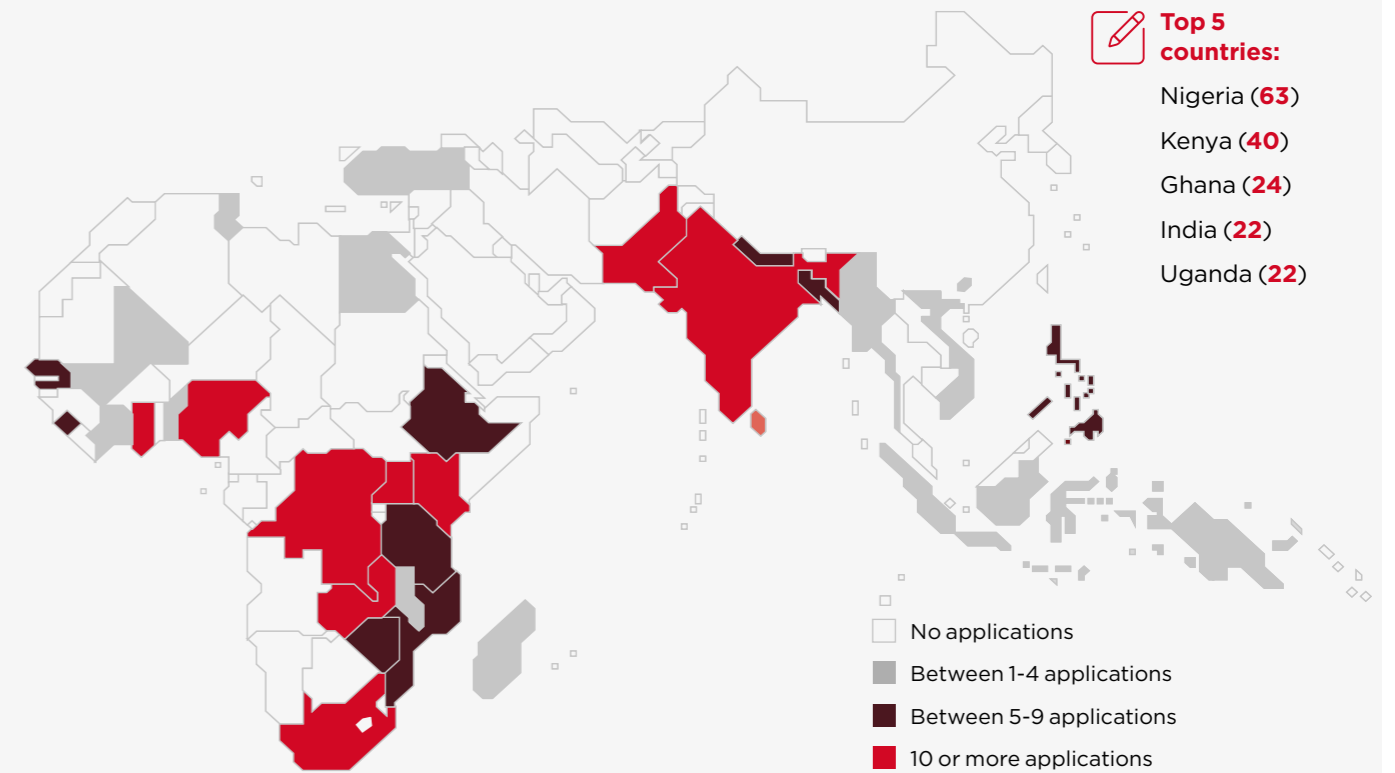 Top 5
countries:
Nigeria (63)
Kenya (40)
Ghana (24)
India (22)
Uganda (22)
No applications
Between 1-4 applications
Between 5-9 applications
10 or more applications